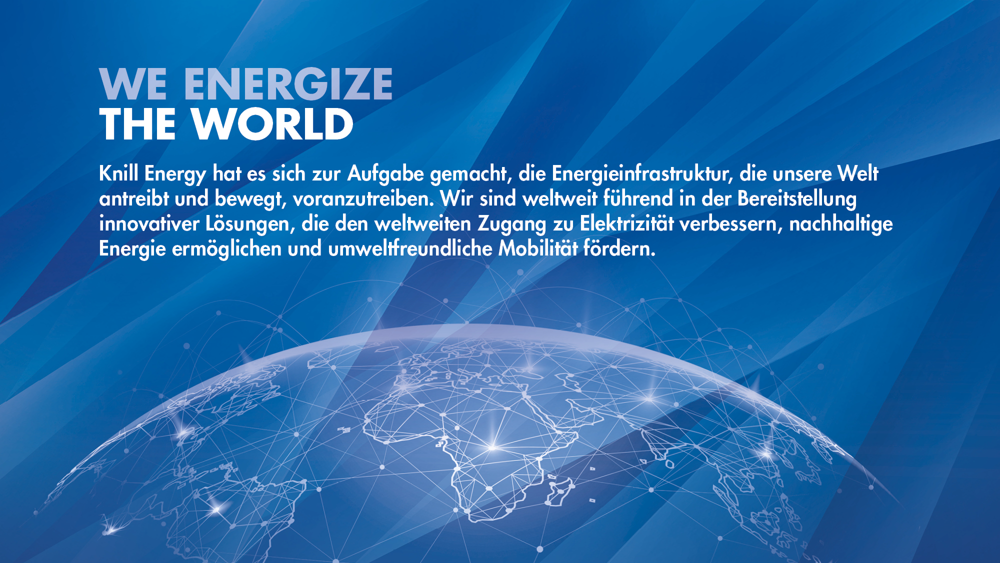 WE ENERGIZE
THE WORLD
Knill Energy hat es sich zur Aufgabe gemacht, die Energieinfrastruktur, die unsere Welt
antreibt und bewegt, voranzutreiben. Wir sind weltweit führend in der Bereitstellung
innovativer Lösungen, die den weltweiten Zugang zu Elektrizität verbessern, nachhaltige
Energie ermöglichen und umweltfreundliche Mobilität fördern.